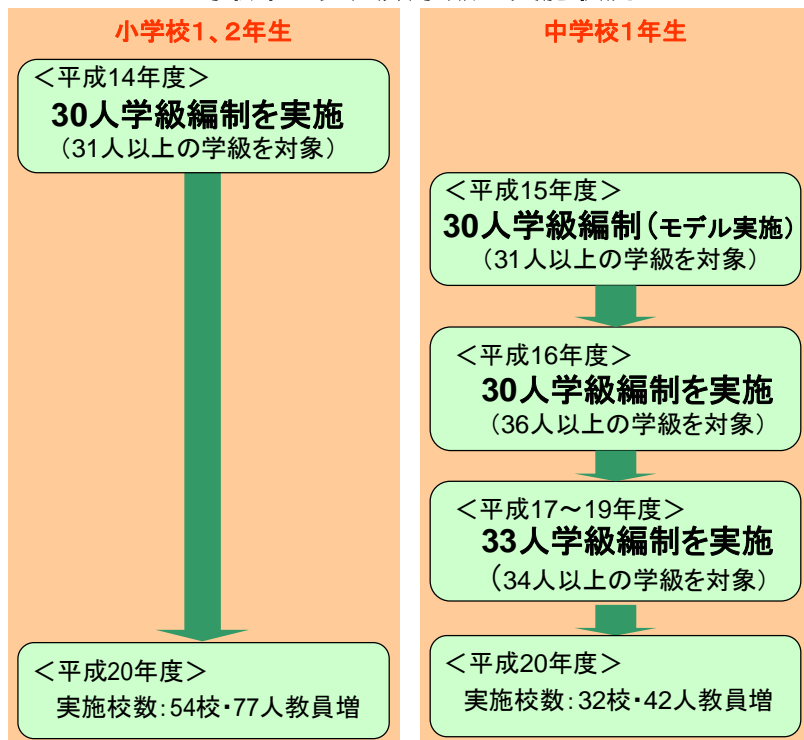 小学校1、2年生
＜平成14年度＞
30人学級編制を実施
（31人以上の学級を対象）
＜平成20年度＞
実施校数：54校・77人教員増
中学校1年生
＜平成15年度＞
30人学級編制（モデル実施）
（31人以上の学級を対象）
＜平成16年度＞
30人学級編制を実施
（36人以上の学級を対象）
＜平成17～19年度＞
33人学級編制を実施
（34人以上の学級を対象）
＜平成20年度＞
実施校数：32校・42人教員増